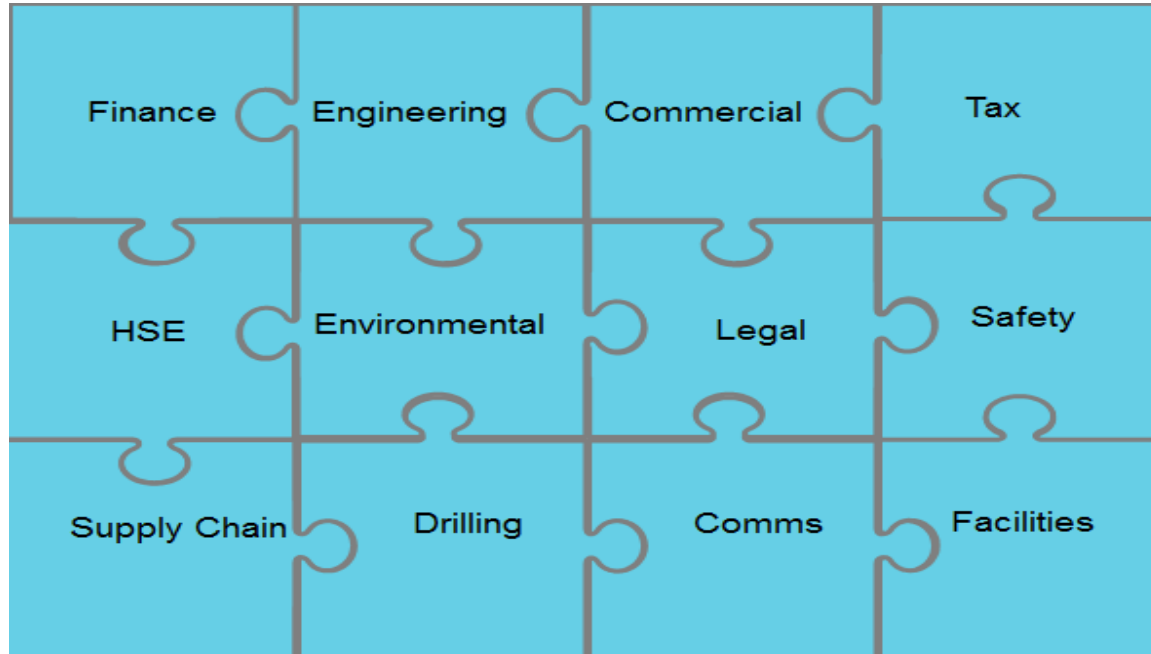 Finance
Engineering
Commercial
Tax
HSE
Environmental
Legal
Safety
Supply Chain
Drilling
Comms
Facilities